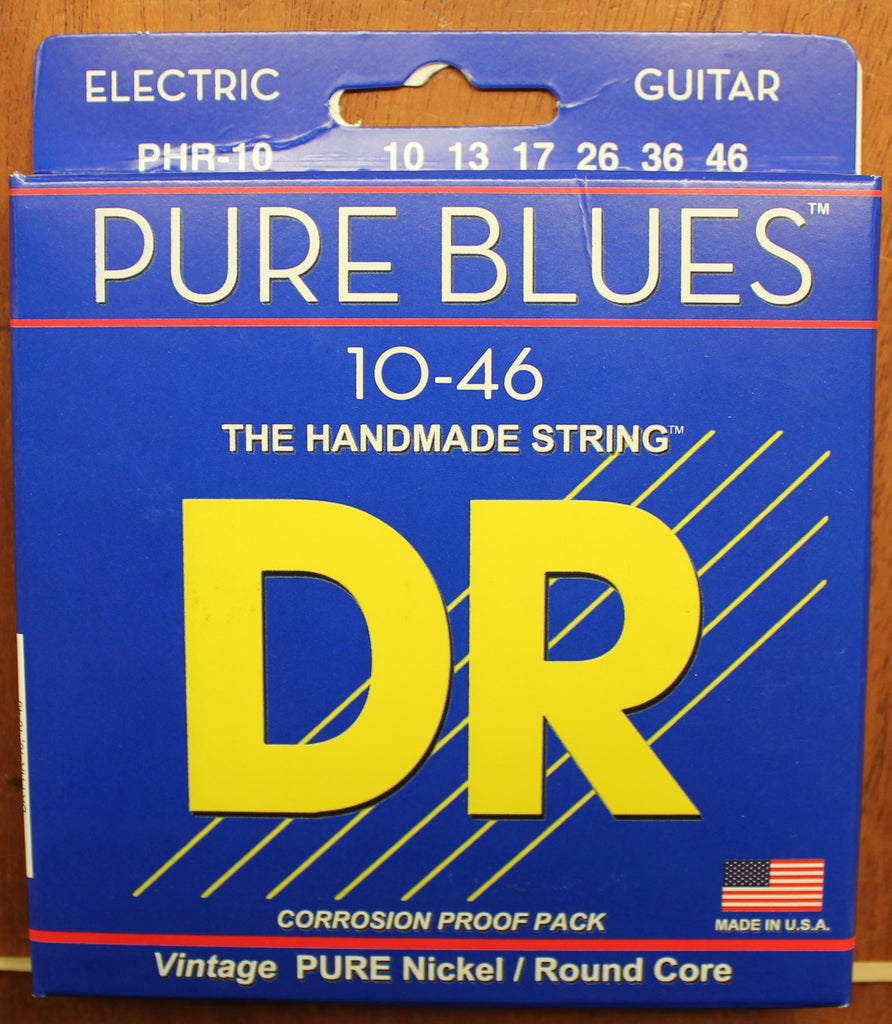 ELECTRIC GUITAR
PHR-10 10 13 17 26 36 46
PURE BLUES™
10-46
THE HANDMADE STRING™
DR
CORROSION PROOF PACK
MADE IN U.S.A.
Vintage PURE Nickel / Round Core